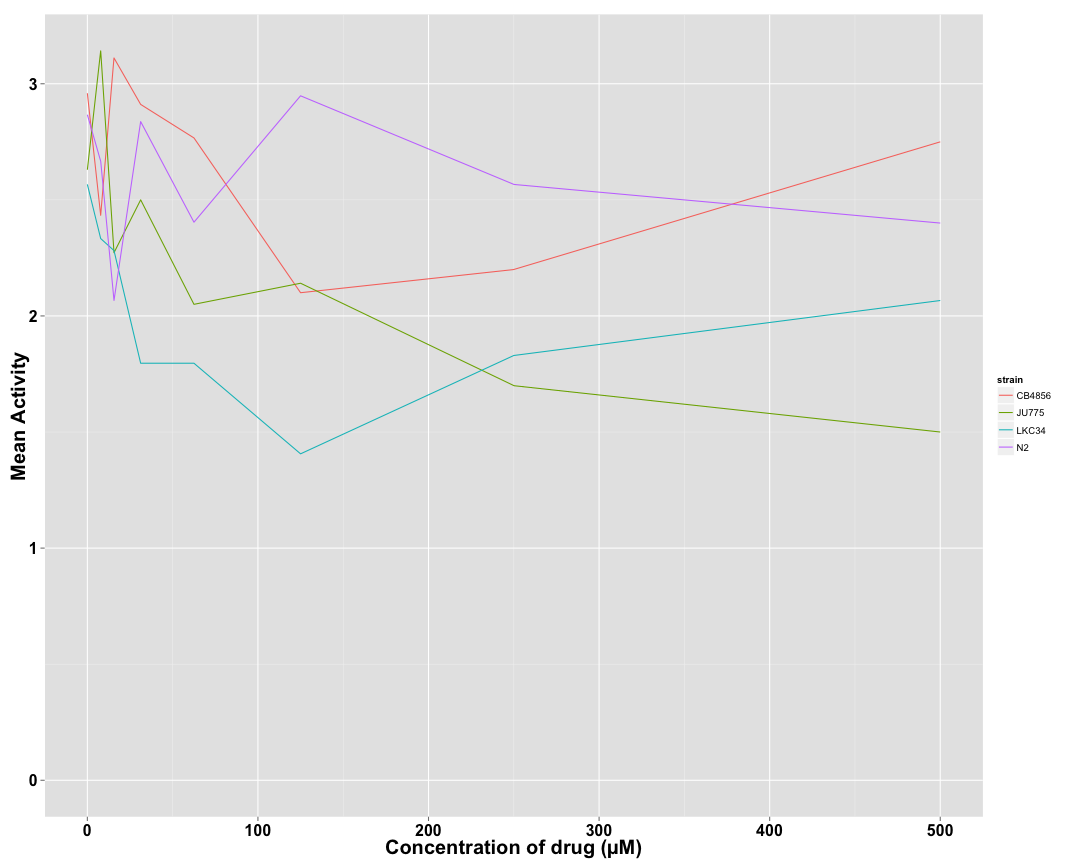 3
2
1
0
Mean Activity
0 100 200 300 400 500
Concentration of drug (µM)
strain
CB4856
JU775
LKC34
N2